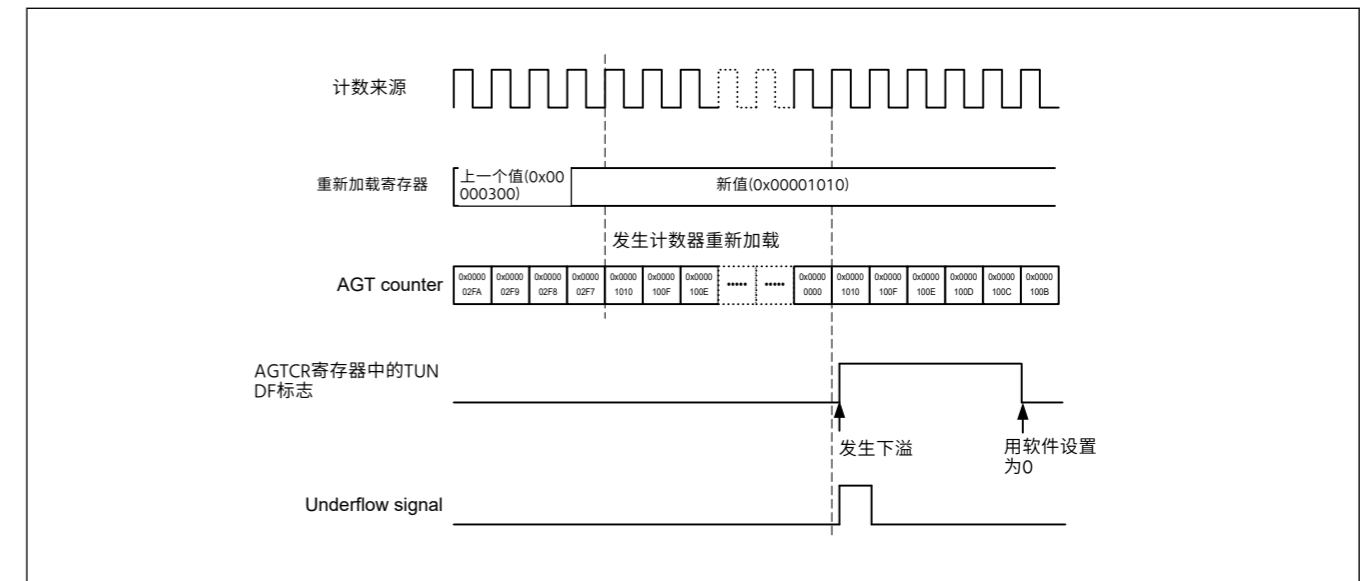 计数来源
重新加载寄存器
上一个值(0x00
000300)
新值(0x00001010)
发生计数器重新加载
AGT counter
0x0000 0x0000 0x0000 0x0000 0x0000 0x0000 0x0000 ••••• ••••• 0x0000 0x0000 0x0000 0x0000 0x0000 0x0000 0x0000
02FA 02F9 02F8 02F7 1010 100F 100E 0000 1010 100F 100E 100D 100C 100B
AGTCR寄存器中的TUN
DF标志
发生下溢
用软件设置
为0
Underflow signal